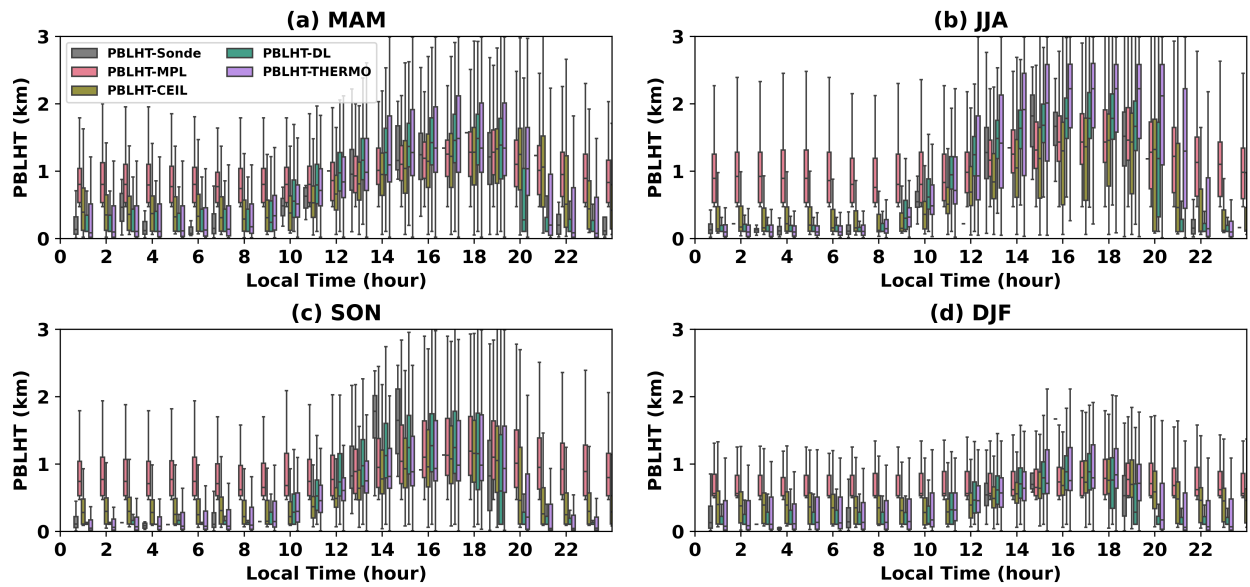 (a) MAM
3
2
1
0
PBLHT (km)
PBLHT-Sonde
PBLHT-MPL
PBLHT-CEIL
PBLHT-DL
PBLHT-THERMO
0 2 4 6 8 10 12 14 16 18 20 22
Local Time (hour)
(b) JJA
3
2
1
0
PBLHT (km)
0 2 4 6 8 10 12 14 16 18 20 22
Local Time (hour)
(c) SON
3
2
1
0
PBLHT (km)
0 2 4 6 8 10 12 14 16 18 20 22
Local Time (hour)
(d) DJF
3
2
1
0
PBLHT (km)
0 2 4 6 8 10 12 14 16 18 20 22
Local Time (hour)